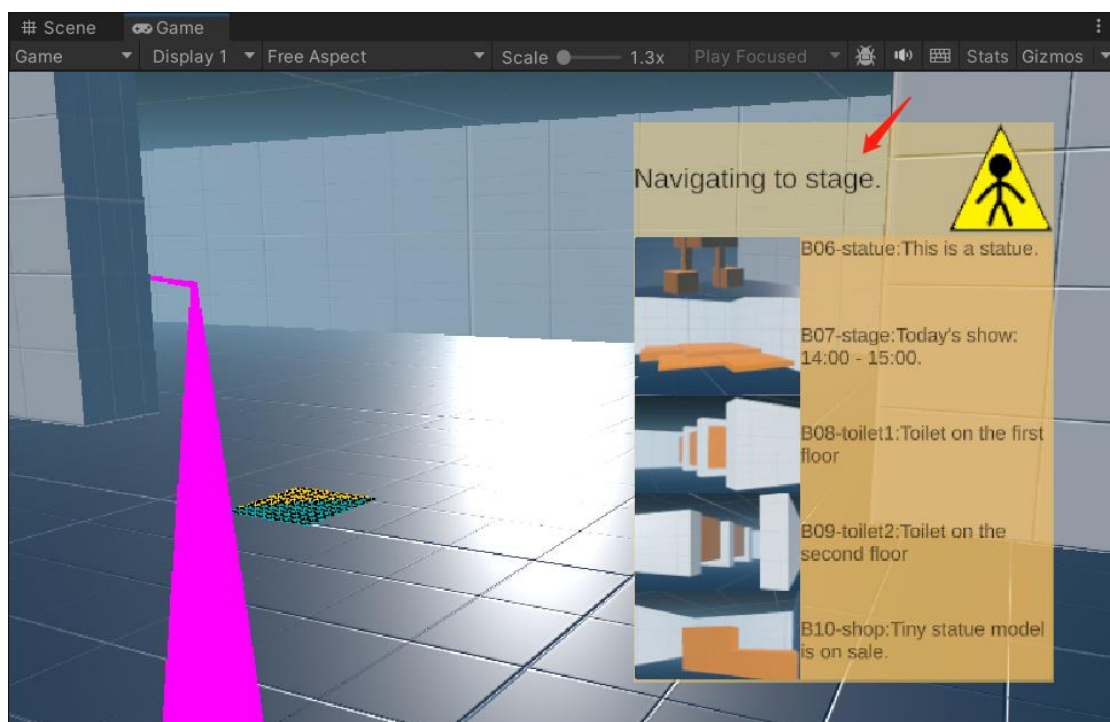 Scene Game
Game Display 1 Free Aspect Scale 1.3x Play Focused Stats Gizmos
Navigating to stage.
B06-statue:This is a statue.
B07-stage:Today's show:
14:00 - 15:00.
B08-toilet1:Toilet on the first
floor
B09-toilet2:Toilet on the
second floor
B10-shop:Tiny statue model
is on sale.